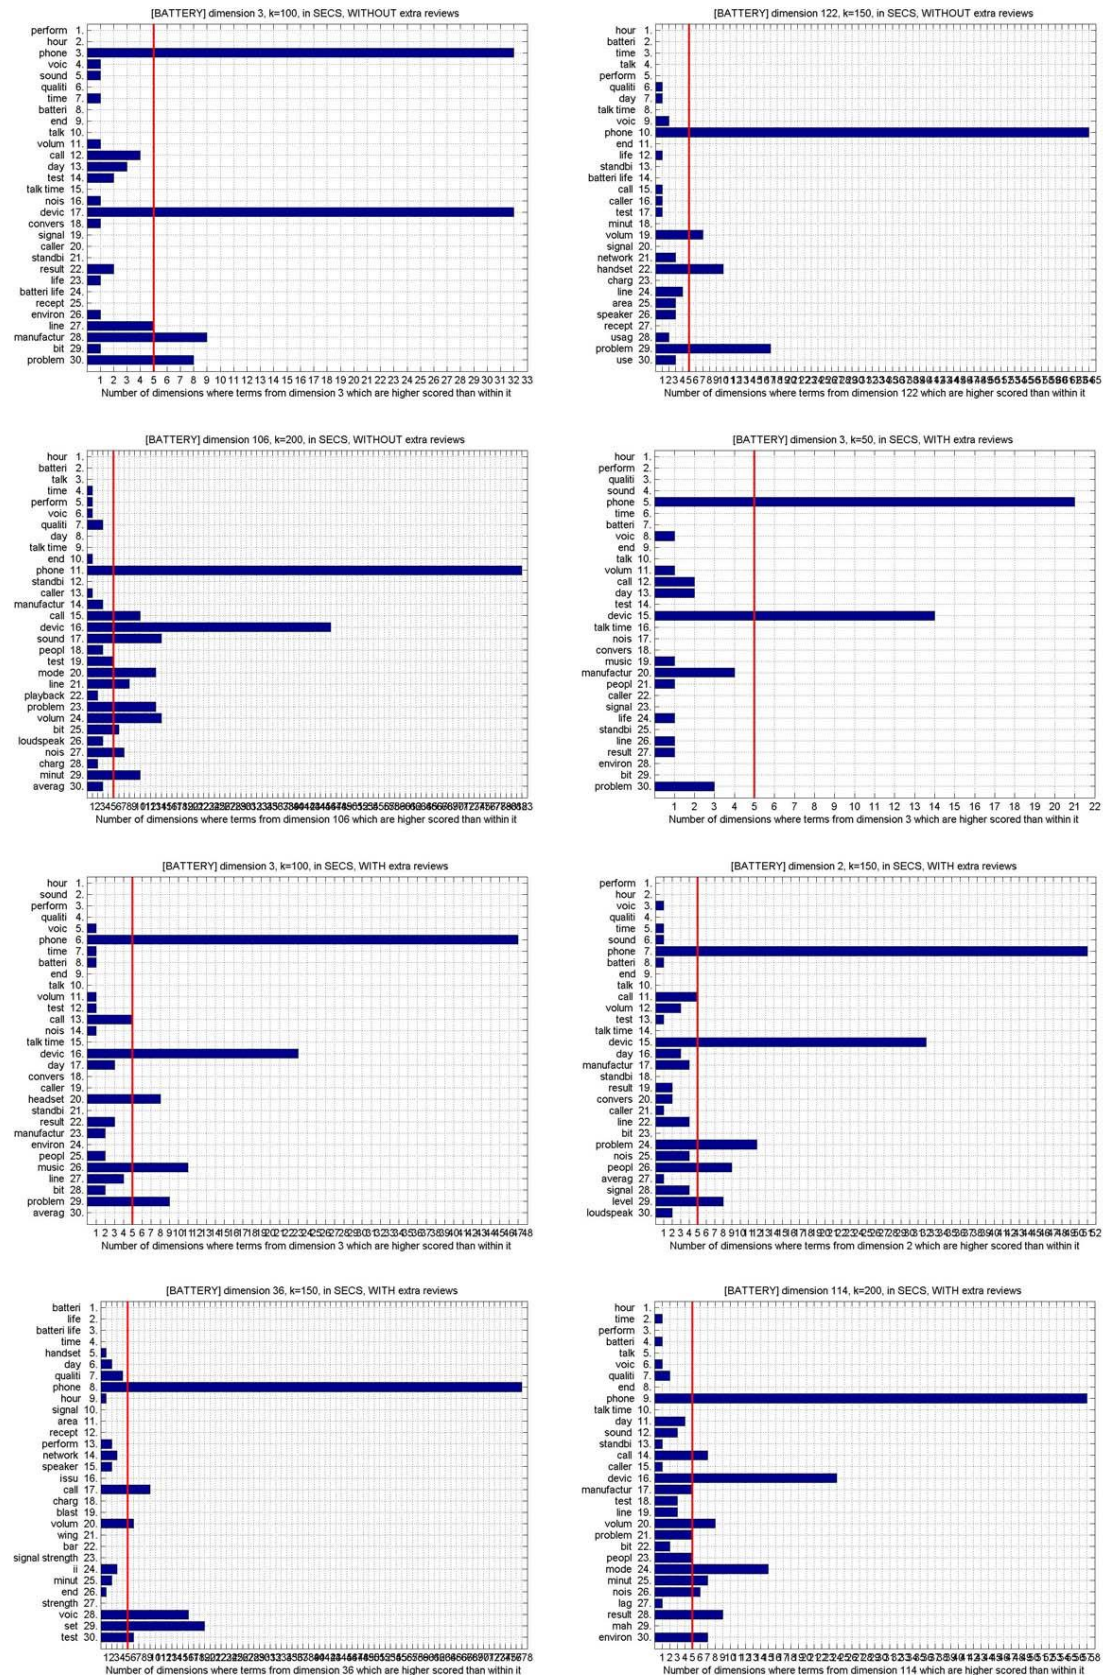 [BATTERY] dimension 3, k=100, in SECS, WITHOUT extra reviews
perform 1.
hour 2.
phone 3.
voic 4.
sound 5.
qualiti 6.
time 7.
batteri 8.
end 9.
talk 10.
volum 11.
call 12.
day 13.
test 14.
talk time 15.
nois 16.
devic 17.
convers 18.
signal 19.
caller 20.
standbi 21.
result 22.
life 23.
batteri life 24.
recept 25.
environ 26.
line 27.
manufactur 28.
bit 29.
problem 30.
1 2 3 4 5 6 7 8 9 10 11 12 13 14 15 16 17 18 19 20 21 22 23 24 25 26 27 28 29 30 31 32 33
Number of dimensions where terms from dimension 3 which are higher scored than within it
[BATTERY] dimension 122, k=150, in SECS, WITHOUT extra reviews
hour 1.
batteri 2.
time 3.
talk 4.
perform 5.
qualiti 6.
day 7.
talk time 8.
voic 9.
phone 10.
end 11.
life 12.
standbi 13.
batteri life 14.
call 15.
caller 16.
test 17.
minut 18.
volum 19.
signal 20.
network 21.
handset 22.
charg 23.
line 24.
area 25.
speaker 26.
recept 27.
usag 28.
problem 29.
use 30.
Number of dimensions where terms from dimension 122 which are higher scored than within it
[BATTERY] dimension 106, k=200, in SECS, WITHOUT extra reviews
hour 1.
batteri 2.
talk 3.
time 4.
perform 5.
voic 6.
qualiti 7.
day 8.
talk time 9.
end 10.
phone 11.
standbi 12.
caller 13.
manufactur 14.
call 15.
devic 16.
sound 17.
peopl 18.
test 19.
mode 20.
line 21.
playback 22.
problem 23.
volum 24.
bit 25.
loudspeak 26.
nois 27.
charg 28.
minut 29.
averag 30.
Number of dimensions where terms from dimension 106 which are higher scored than within it
[BATTERY] dimension 3, k=50, in SECS, WITH extra reviews
hour 1.
perform 2.
qualiti 3.
sound 4.
phone 5.
time 6.
batteri 7.
voic 8.
end 9.
talk 10.
volum 11.
call 12.
day 13.
test 14.
devic 15.
talk time 16.
nois 17.
convers 18.
music 19.
manufactur 20.
peopl 21.
caller 22.
signal 23.
life 24.
standbi 25.
line 26.
result 27.
environ 28.
bit 29.
problem 30.
1 2 3 4 5 6 7 8 9 10 11 12 13 14 15 16 17 18 19 20 21 22
Number of dimensions where terms from dimension 3 which are higher scored than within it
[BATTERY] dimension 3, k=100, in SECS, WITH extra reviews
hour 1.
sound 2.
perform 3.
qualiti 4.
voic 5.
phone 6.
time 7.
batteri 8.
end 9.
talk 10.
volum 11.
test 12.
call 13.
nois 14.
talk time 15.
devic 16.
day 17.
convers 18.
caller 19.
headset 20.
standbi 21.
result 22.
manufactur 23.
environ 24.
peopl 25.
music 26.
line 27.
bit 28.
problem 29.
averag 30.
Number of dimensions where terms from dimension 3 which are higher scored than within it
[BATTERY] dimension 2, k=150, in SECS, WITH extra reviews
perform 1.
hour 2.
voic 3.
qualiti 4.
time 5.
sound 6.
phone 7.
batteri 8.
end 9.
talk 10.
call 11.
volum 12.
test 13.
talk time 14.
devic 15.
day 16.
manufactur 17.
standbi 18.
result 19.
convers 20.
caller 21.
line 22.
bit 23.
problem 24.
nois 25.
peopl 26.
averag 27.
signal 28.
level 29.
loudspeak 30.
Number of dimensions where terms from dimension 2 which are higher scored than within it
[BATTERY] dimension 36, k=150, in SECS, WITH extra reviews
batteri 1.
life 2.
batteri life 3.
time 4.
handset 5.
day 6.
qualiti 7.
phone 8.
hour 9.
signal 10.
area 11.
recept 12.
perform 13.
network 14.
speaker 15.
issu 16.
call 17.
charg 18.
blast 19.
volum 20.
wing 21.
bar 22.
signal strength 23.
ii 24.
minut 25.
end 26.
strength 27.
voic 28.
set 29.
test 30.
Number of dimensions where terms from dimension 36 which are higher scored than within it
[BATTERY] dimension 114, k=200, in SECS, WITH extra reviews
hour 1.
time 2.
perform 3.
batteri 4.
talk 5.
voic 6.
qualiti 7.
end 8.
phone 9.
talk time 10.
day 11.
sound 12.
standbi 13.
call 14.
caller 15.
devic 16.
manufactur 17.
test 18.
line 19.
volum 20.
problem 21.
bit 22.
peopl 23.
mode 24.
minut 25.
nois 26.
lag 27.
result 28.
mah 29.
environ 30.
Number of dimensions where terms from dimension 114 which are higher scored than within it